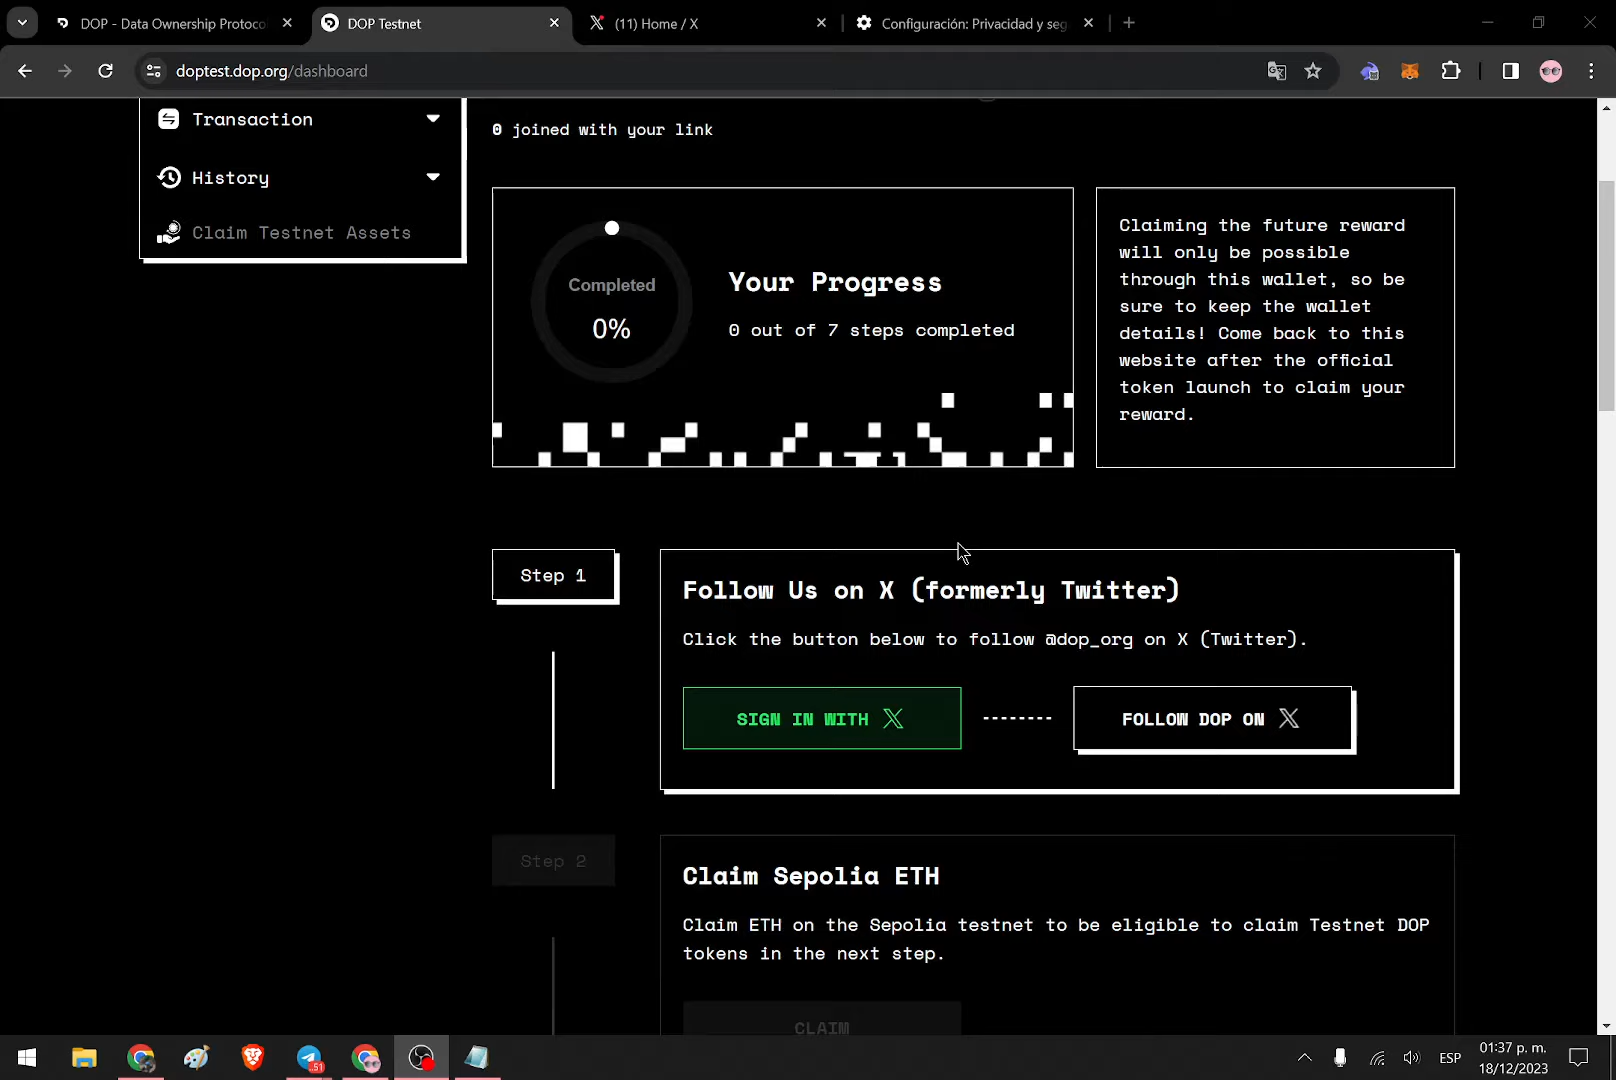 DOP - Data Ownership Protoco
DOP Testnet
(11) Home / X
Configuración: Privacidad y seg
doptest.dop.org/dashboard
Transaction
History
Claim Testnet Assets
0 joined with your link
Completed
0%
Your Progress
0 out of 7 steps completed
Claiming the future reward
will only be possible
through this wallet, so be
sure to keep the wallet
details! Come back to this
website after the official
token launch to claim your
reward.
Step 1
Follow Us on X (formerly Twitter)
Click the button below to follow @dop_org on X (Twitter).
SIGN IN WITH X
FOLLOW DOP ON X
Step 2
Claim Sepolia ETH
Claim ETH on the Sepolia testnet to be eligible to claim Testnet DOP
tokens in the next step.
CLAIM
51
ESP
01:37 p. m.
18/12/2023